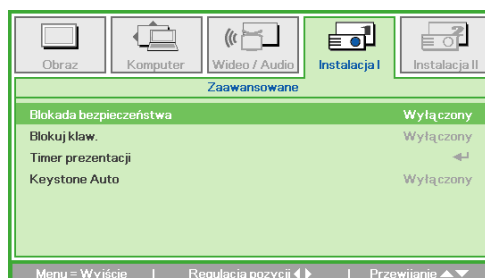 Obraz Komputer Wideo / Audio Instalacja I Instalacja II
Zaawansowane
Blokada bezpieczeństwa Wyłączony
Blokuj klaw. Wyłączony
Timer prezentacji
Keystone Auto Wyłączony
Menu = Wyjście | Regulacja pozycji | Przewijanie